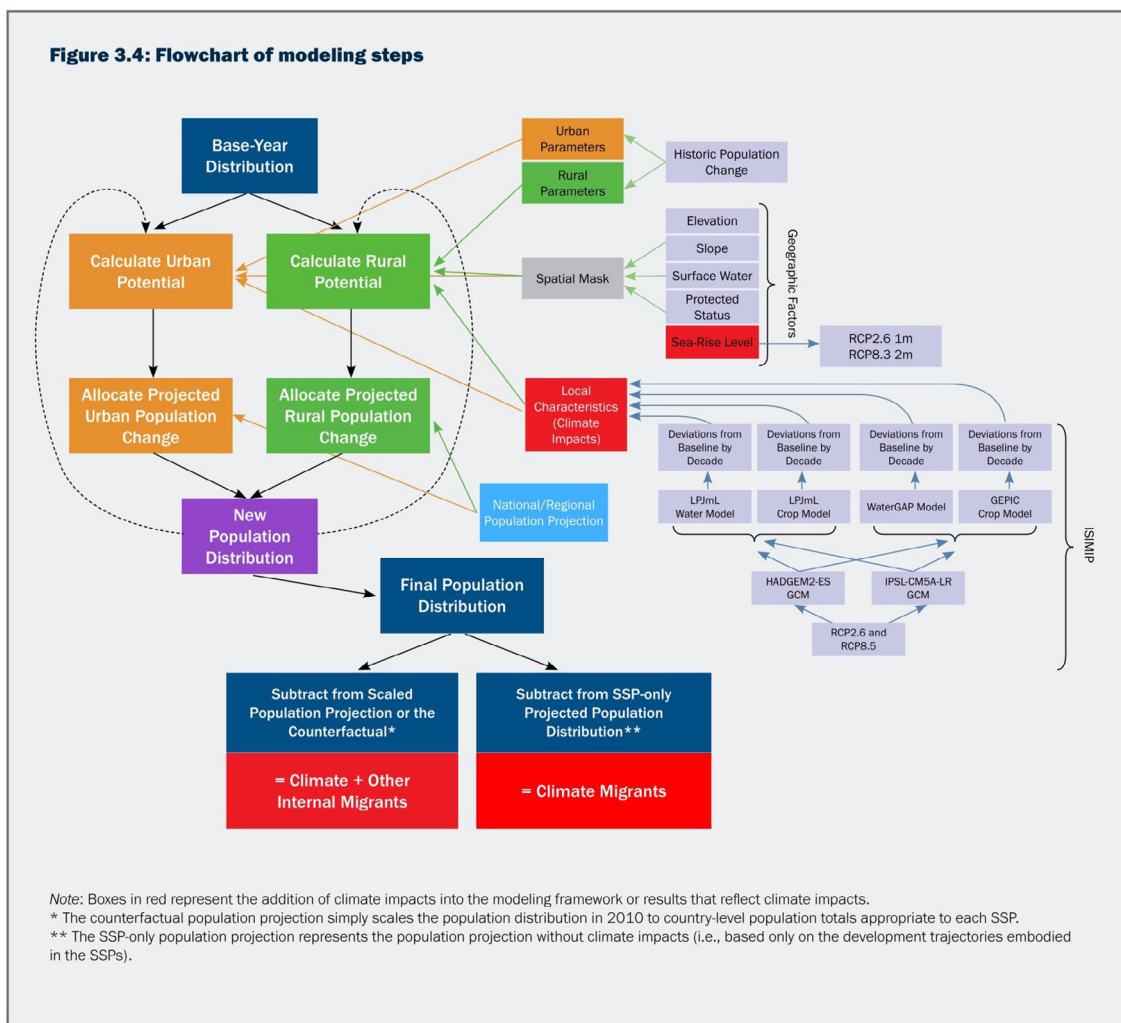 Figure 3.4: Flowchart of modeling steps
Base-Year
Distribution
Urban
Parameters
Rural
Parameters
Historic Population
Change
Calculate Urban
Potential
Calculate Rural
Potential
Spatial Mask
Elevation
Slope
Surface Water
Protected
Status
Sea-Rise Level
Geographic Factors
RCP2.6 1m
RCP8.3 2m
Allocate Projected
Urban Population
Change
Allocate Projected
Rural Population
Change
Local
Characteristics
(Climate
Impacts)
Deviations from
Baseline by
Decade
Deviations from
Baseline by
Decade
Deviations from
Baseline by
Decade
Deviations from
Baseline by
Decade
LPJmL
Water Model
LPJmL
Crop Model
WaterGAP Model
GEPIC
Crop Model
ISIMIP
New
Population
Distribution
National/Regional
Population Projection
HADGEM2-ES
GCM
IPSL-CM5A-LR
GCM
RCP2.6 and
RCP8.5
Final Population
Distribution
Subtract from Scaled
Population Projection or the
Counterfactual*
= Climate + Other
Internal Migrants
Subtract from SSP-only
Projected Population
Distribution**
= Climate Migrants
Note: Boxes in red represent the addition of climate impacts into the modeling framework or results that reflect climate impacts.
* The counterfactual population projection simply scales the population distribution in 2010 to country-level population totals appropriate to each SSP.
** The SSP-only population projection represents the population projection without climate impacts (i.e., based only on the development trajectories embodied
in the SSPs).